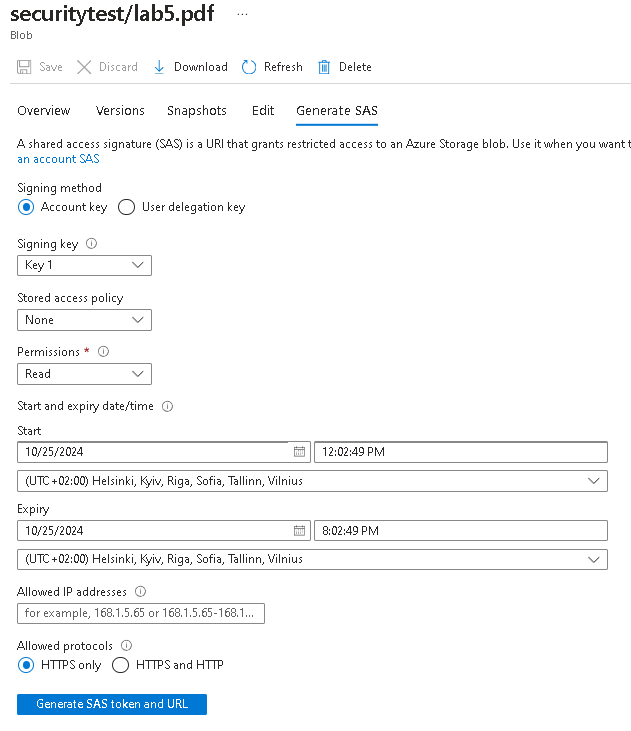 securitytest/lab5.pdf ...
Blob
Save Discard Download Refresh Delete
Overview Versions Snapshots Edit Generate SAS
A shared access signature (SAS) is a URI that grants restricted access to an Azure Storage blob. Use it when you want t
an account SAS
Signing method
Account key User delegation key
Signing key
Key 1
Stored access policy
None
Permissions *
Read
Start and expiry date/time
Start
10/25/2024 12:02:49 PM
(UTC+02:00) Helsinki, Kyiv, Riga, Sofia, Tallinn, Vilnius
Expiry
10/25/2024 8:02:49 PM
(UTC+02:00) Helsinki, Kyiv, Riga, Sofia, Tallinn, Vilnius
Allowed IP addresses
for example, 168.1.5.65 or 168.1.5.65-168.1...
Allowed protocols
HTTPS only HTTPS and HTTP
Generate SAS token and URL